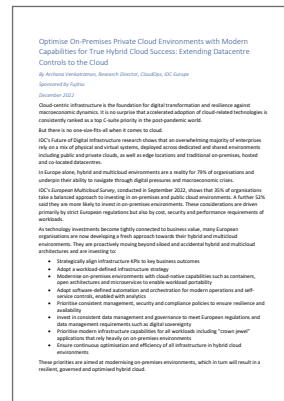 Optimise On-Premises Private Cloud Environments with Modern
Capabilities for True Hybrid Cloud Success: Extending Datacentre
Controls to the Cloud
By Archana Venkatraman, Research Director, CloudOps, IDC Europe
Sponsored by Fujitsu
December 2022
Cloud-centric infrastructure is the foundation for digital transformation and resilience against
macroeconomic dynamics. It is no surprise that accelerated adoption of cloud-related technologies is
consistently ranked as a top C-suite priority in the post-pandemic world.
But there is no one-size-fits-all when it comes to cloud.
IDC's Future of Digital Infrastructure research shows that an overwhelming majority of enterprises
rely on a mix of physical and virtual systems, deployed across dedicated and shared environments
including public and private clouds, as well as edge locations and traditional on-premises, hosted
and co-located datacentres.
In Europe alone, hybrid and multicloud environments are a reality for 79% of organisations and
underpin their ability to navigate through digital pressures and macroeconomic crises.
IDC's European Multicloud Survey, conducted in September 2022, shows that 35% of organisations
take a balanced approach to investing in on-premises and public cloud environments. A further 52%
said they are more likely to invest in on-premises environments. These considerations are driven
primarily by strict European regulations but also by cost, security and performance requirements of
workloads.
As technology investments become tightly connected to business value, many European
organisations are now developing a fresh approach towards their hybrid and multicloud
environments. They are proactively moving beyond siloed and accidental hybrid and multicloud
architectures and are investing to:
• Strategically align infrastructure KPIs to key business outcomes
• Adopt a workload-defined infrastructure strategy
• Modernise on-premises environments with cloud-native capabilities such as containers,
open architectures and microservices to enable workload portability
• Adopt software-defined automation and orchestration for modern operations and self-
service controls, enabled with analytics
• Prioritise consistent management, security and compliance policies to ensure resilience and
availability
• Invest in consistent data management and governance to meet European regulations and
data management requirements such as digital sovereignty
• Prioritise modern infrastructure capabilities for all workloads including "crown jewel"
applications that rely heavily on on-premises environments
• Ensure continuous optimisation and efficiency of all infrastructure in hybrid cloud
environments
These priorities are aimed at modernising on-premises environments, which in turn will result in a
resilient, governed and optimised hybrid cloud.